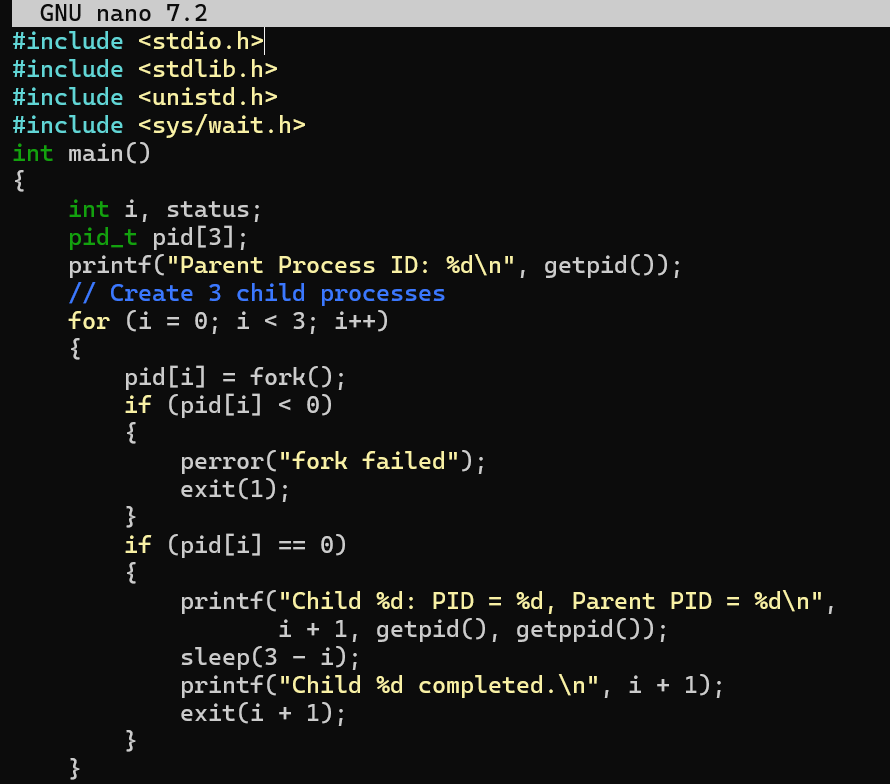 GNU nano 7.2
#include <stdio.h>
#include <stdlib.h>
#include <unistd.h>
#include <sys/wait.h>
int main()
{
    int i, status;
    pid_t pid[3];
    printf("Parent Process ID: %d\n", getpid());
    // Create 3 child processes
    for (i = 0; i < 3; i++)
    {
        pid[i] = fork();
        if (pid[i] < 0)
        {
            perror("fork failed");
            exit(1);
        }
        if (pid[i] == 0)
        {
            printf("Child %d: PID = %d, Parent PID = %d\n",
                   i + 1, getpid(), getppid());
            sleep(3 - i);
            printf("Child %d completed.\n", i + 1);
            exit(i + 1);
        }
    }